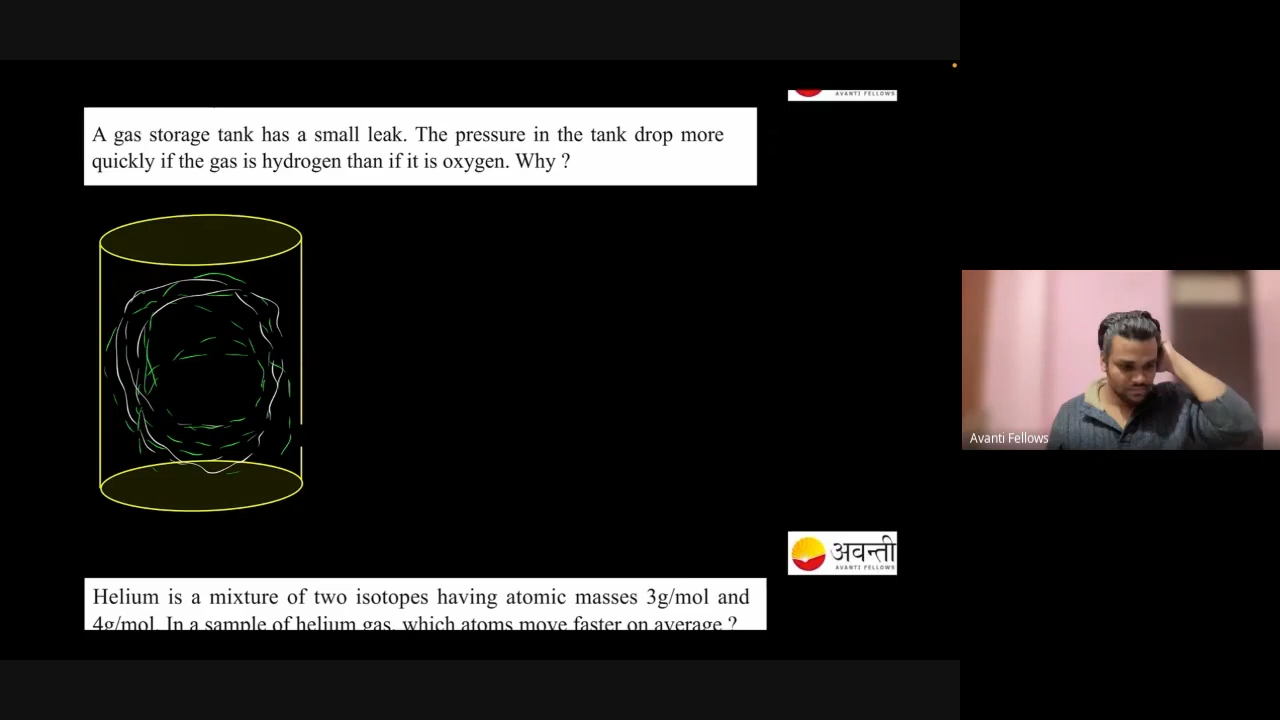 AVANTI FELLOWS
A gas storage tank has a small leak. The pressure in the tank drop more
quickly if the gas is hydrogen than if it is oxygen. Why ?
Avanti Fellows
अवन्ती
AVANTI FELLOWS
Helium is a mixture of two isotopes having atomic masses 3g/mol and
4g/mol. In a sample of helium gas, which atoms move faster on average ?